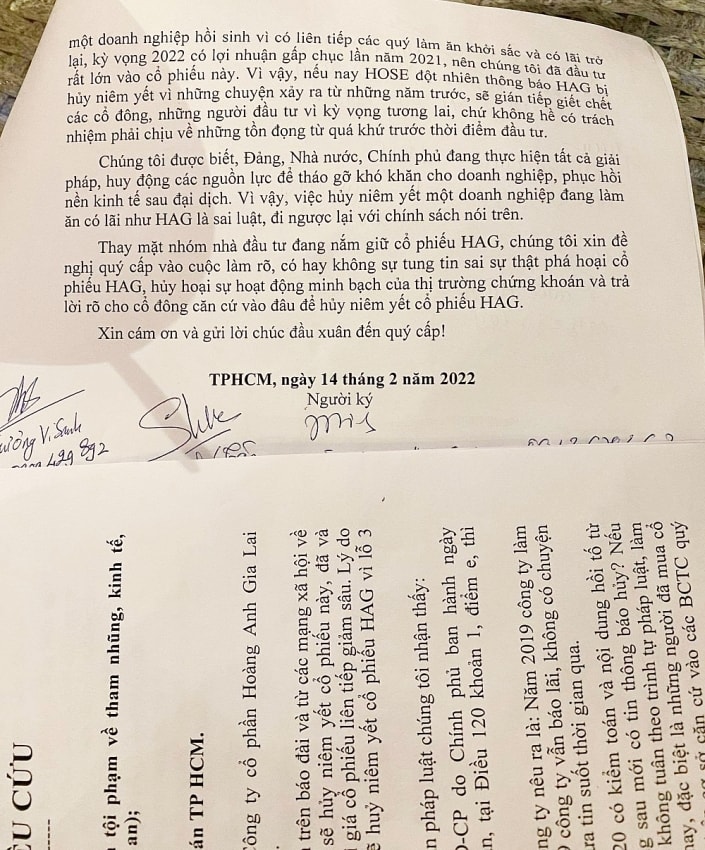 một doanh nghiệp hồi sinh vì có liên tiếp các quý làm ăn khởi sắc và có lãi trở
lại, kỳ vọng 2022 có lợi nhuận gấp chục lần năm 2021, nên chúng tôi đã đầu tư
rất lớn vào cổ phiếu này. Vì vậy, nếu nay HOSE đột nhiên thông báo HAG bị
hủy niêm yết vì những chuyện xảy ra từ những năm trước, sẽ gián tiếp giết chết
các cổ đông, những người đầu tư vì kỳ vọng tương lai, chứ không hề có trách
nhiệm phải chịu về những tồn đọng từ quá khứ trước thời điểm đầu tư.
Chúng tôi được biết, Đảng, Nhà nước, Chính phủ đang thực hiện tất cả giải
pháp, huy động các nguồn lực để tháo gỡ khó khăn cho doanh nghiệp, phục hồi
nền kinh tế sau đại dịch. Vì vậy, việc hủy niêm yết một doanh nghiệp đang làm
ăn có lãi như HAG là sai luật, đi ngược lại với chính sách nói trên.
Thay mặt nhóm nhà đầu tư đang nắm giữ cổ phiếu HAG, chúng tôi xin đề
nghị quý cấp vào cuộc làm rõ, có hay không sự tung tin sai sự thật phá hoại cổ
phiếu HAG, hủy hoại sự hoạt động minh bạch của thị trường chứng khoán và trả
lời rõ cho cổ đông căn cứ vào đâu để hủy niêm yết cổ phiếu HAG.
Xin cám ơn và gửi lời chúc đầu xuân đến quý cấp!
TPHCM, ngày 14 tháng 2 năm 2022
Người ký
Vi Sanh
429 892
ÊU CỨU
tội phạm về tham nhũng, kinh tế,
an);
án TP HCM.
Công ty cổ phần Hoàng Anh Gia Lai
trên báo đài và từ các mạng xã hội về
sẽ hủy niêm yết cổ phiếu này, đã và
giá cổ phiếu liên tiếp giảm sâu. Lý do
ẽ huỷ niêm yết cổ phiếu HAG vì lỗ 3
n pháp luật chúng tôi nhận thấy:
-CP do Chính phủ ban hành ngày
n, tại Điều 120 khoản 1, điểm e, thì
ng ty nêu ra là: Năm 2019 công ty làm
công ty vẫn báo lãi, không có chuyện
ra tin suốt thời gian qua.
20 có kiểm toán và nội dung hồi tố từ
g sau mới có tin thông báo hủy? Nếu
không tuân theo trình tự pháp luật, làm
nay, đặc biệt là những người đã mua cổ
sở căn cứ vào các BCTC quý